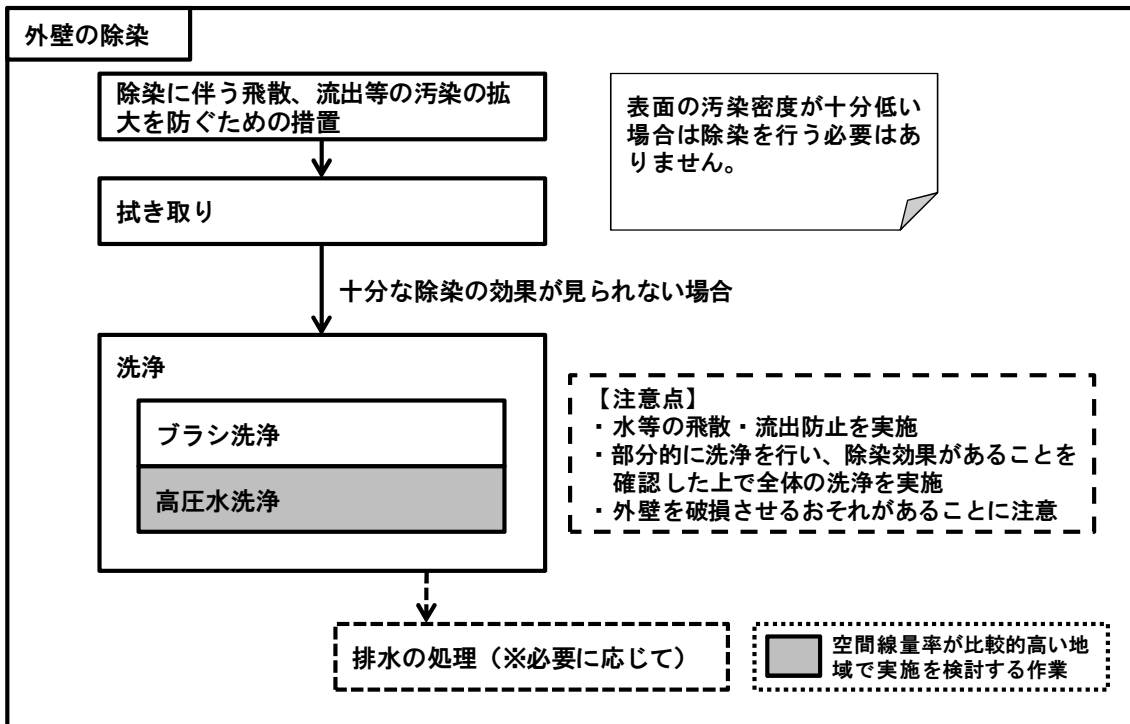 外壁の除染
除染に伴う飛散、流出等の汚染の拡
大を防ぐための措置
表面の汚染密度が十分低い
場合は除染を行う必要はあ
りません。
拭き取り
十分な除染の効果が見られない場合
洗浄
ブラシ洗浄
高圧水洗浄
【注意点】
・水等の飛散・流出防止を実施
・部分的に洗浄を行い、除染効果があることを
確認した上で全体の洗浄を実施
・外壁を破損させるおそれがあることに注意
排水の処理（※必要に応じて）
空間線量率が比較的高い地
域で実施を検討する作業